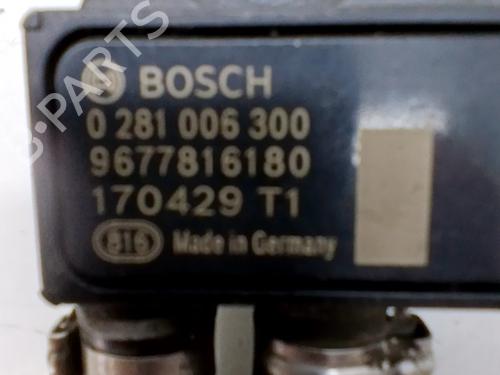 BOSCH
0 281 006 300
9677816180
170429 T1
816 Made in Germany
B-PARTS